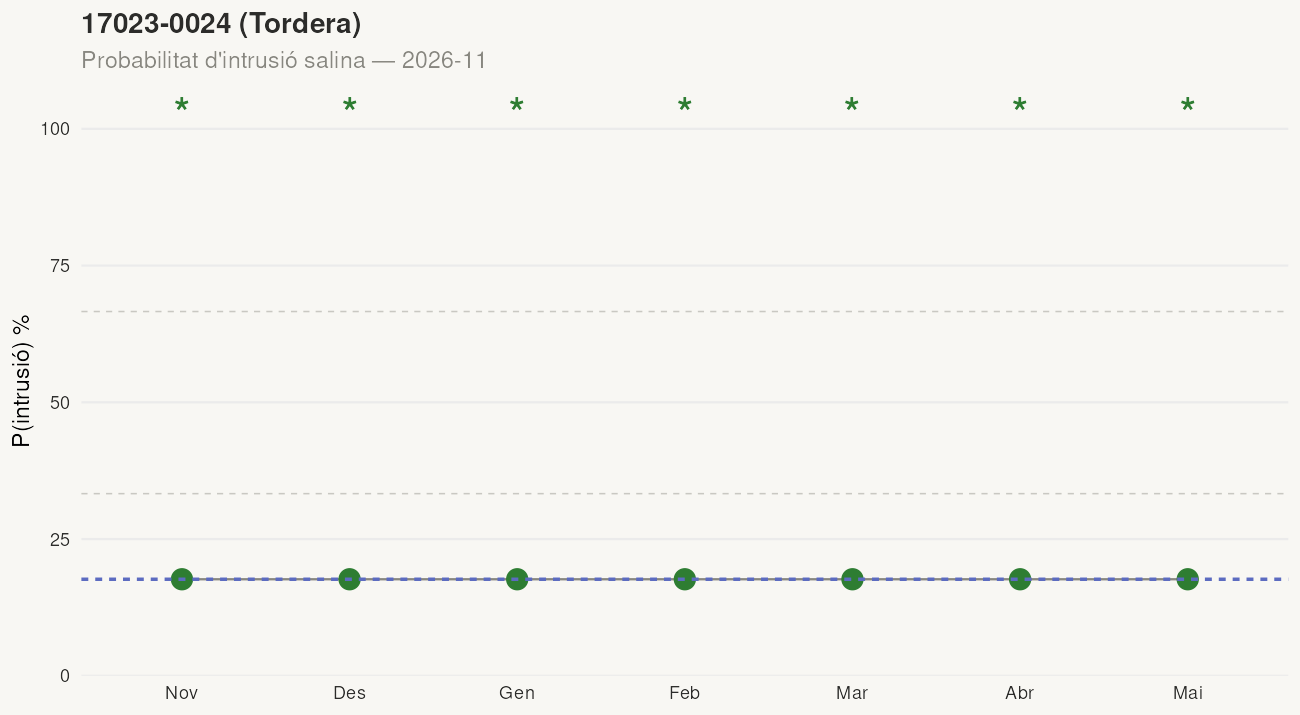 17023-0024 (Tordera)
Probabilitat d'intrusió salina — 2026-11
* * * * * * *
100
75
50
25
0
P(intrusió) %
Nov Des Gen Feb Mar Abr Mai